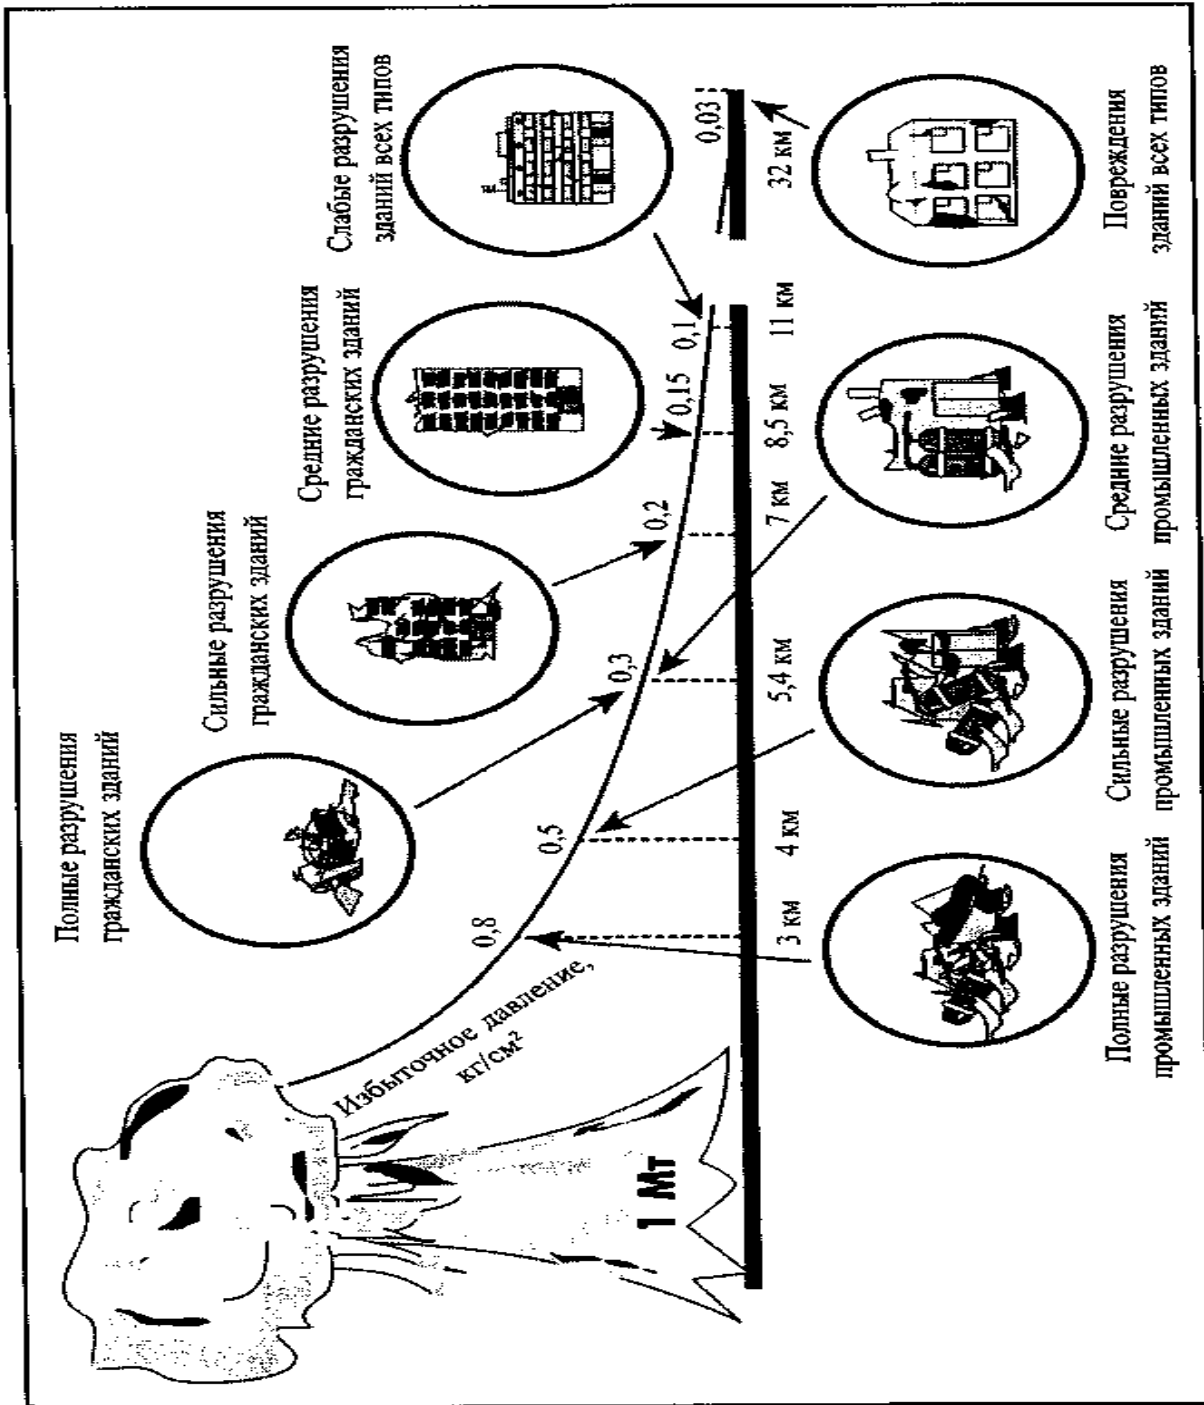 Полные разрушения
гражданских зданий
Сильные разрушения
гражданских зданий
Средние разрушения
гражданских зданий
Слабые разрушения
зданий всех типов
Избыточное давление,
кг/см²
0,8
0,5
0,3
0,2
0,15
0,1
0,03
1 Мт
3 км
4 км
5,4 км
7 км
8,5 км
11 км
32 км
Полные разрушения
промышленных зданий
Сильные разрушения
промышленных зданий
Средние разрушения
промышленных зданий
Повреждения
зданий всех типов